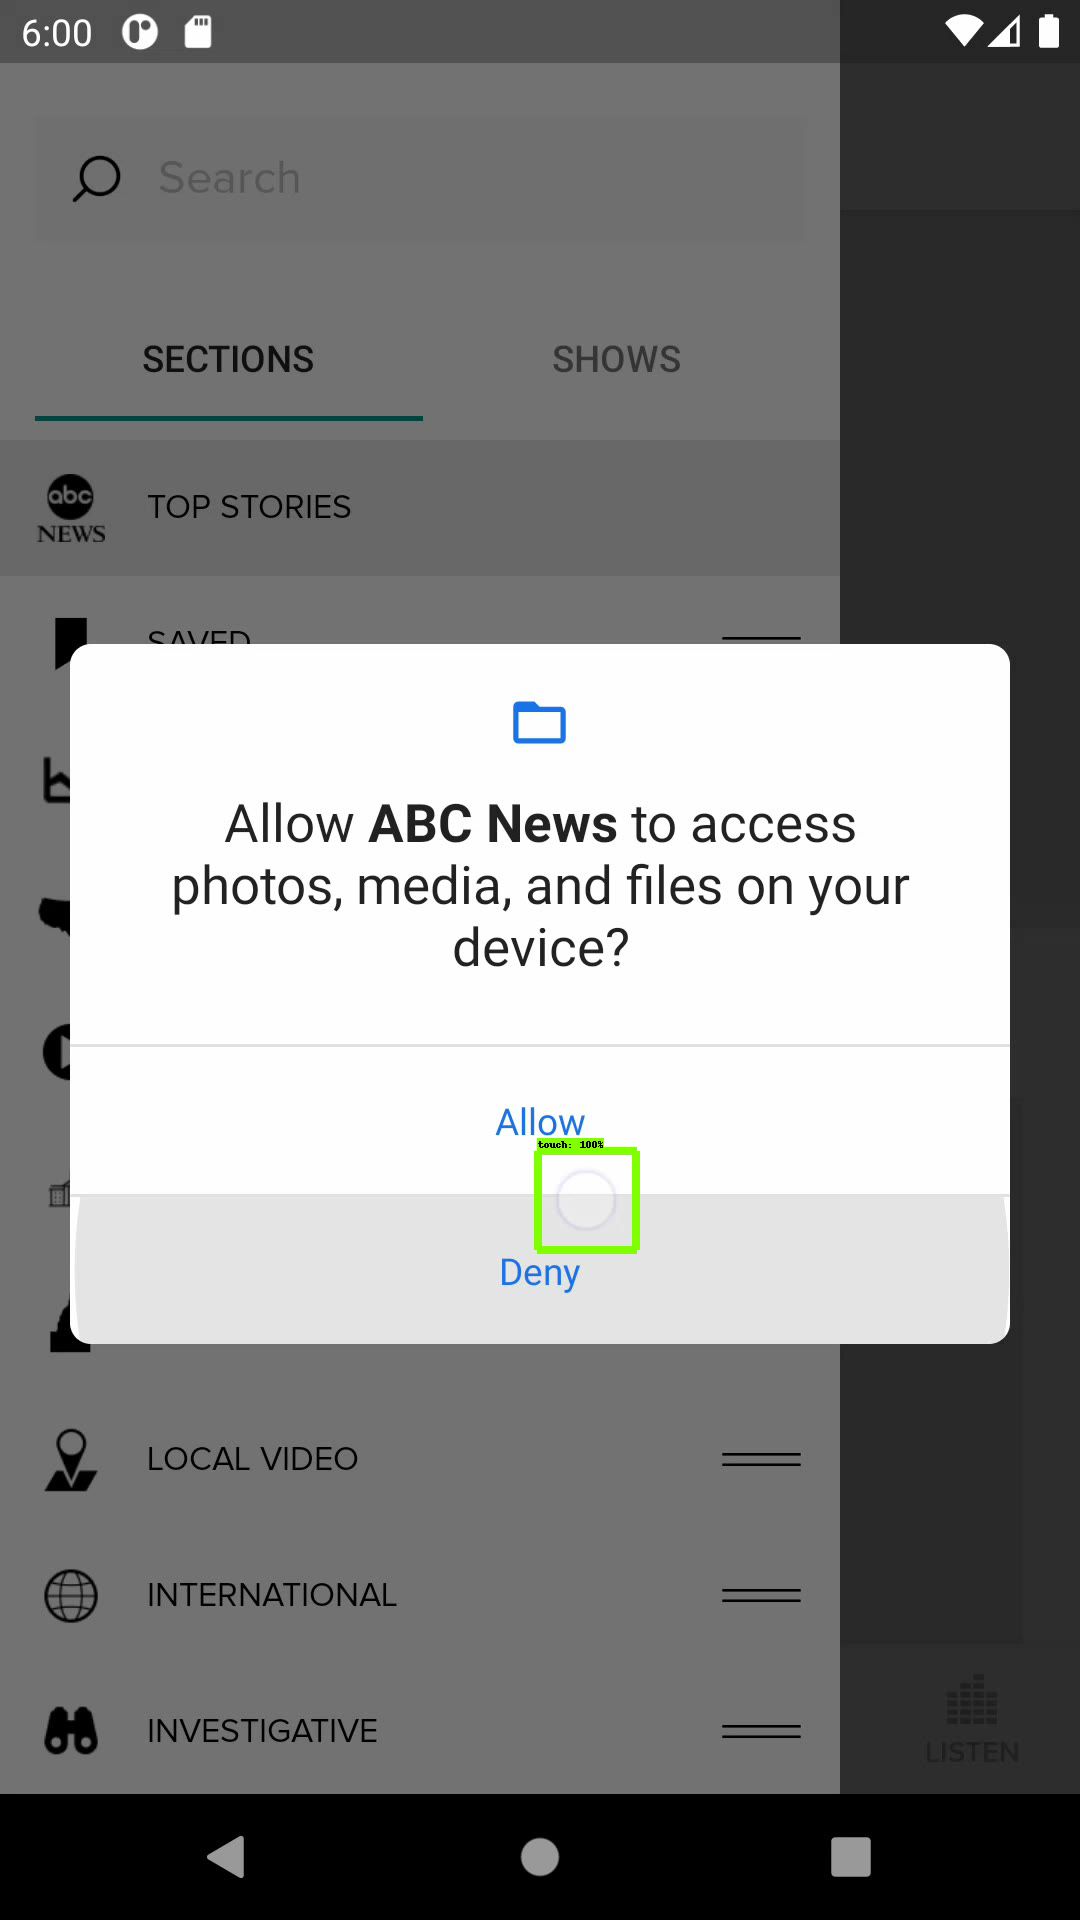 6:00
Search
SECTIONS SHOWS
abc
NEWS
TOP STORIES
SAVED
Allow ABC News to access
photos, media, and files on your
device?
Allow
touch: 100%
Deny
LOCAL VIDEO
INTERNATIONAL
INVESTIGATIVE
LISTEN